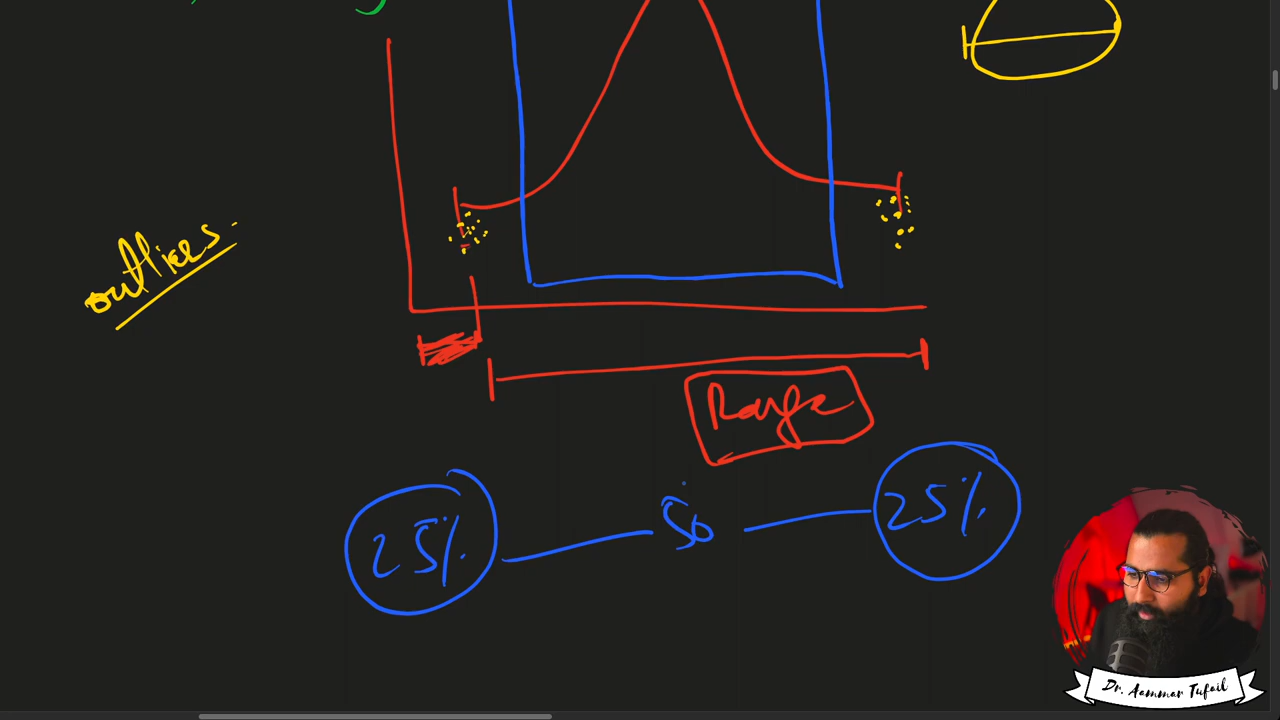 outliers.
Range
25% — 50 — 25%
Dr. Aammar Tufail